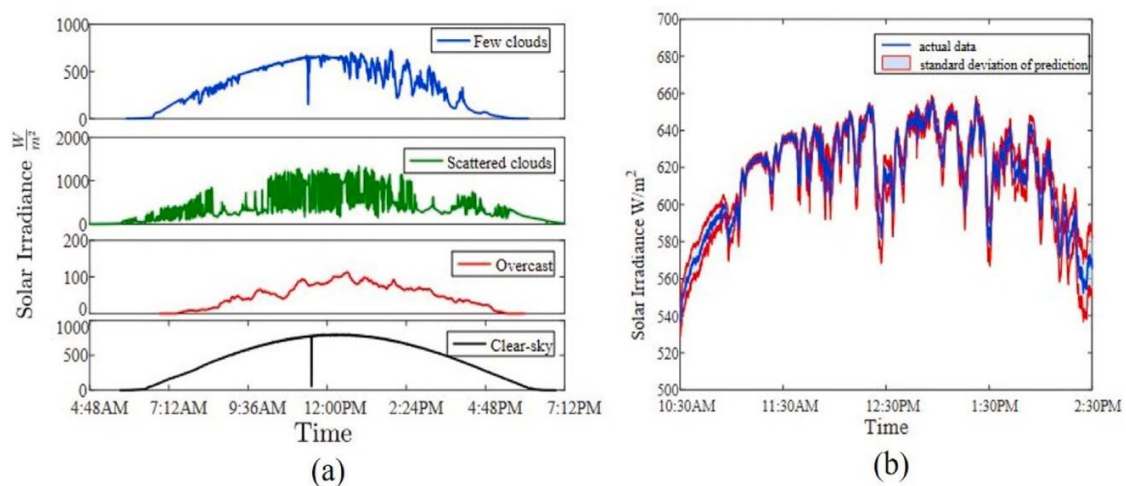 1000
Few clouds
500
0
2000
Scattered clouds
1000
0
200
Overcast
100
0
1000
Clear-sky
500
0
Solar Irradiance W/m²
4:48AM 7:12AM 9:36AM 12:00PM 2:24PM 4:48PM 7:12PM
Time
(a)
700
actual data
680
standard deviation of prediction
660
640
620
600
580
560
540
520
500
Solar Irradiance W/m²
10:30AM 11:30AM 12:30PM 1:30PM 2:30PM
Time
(b)